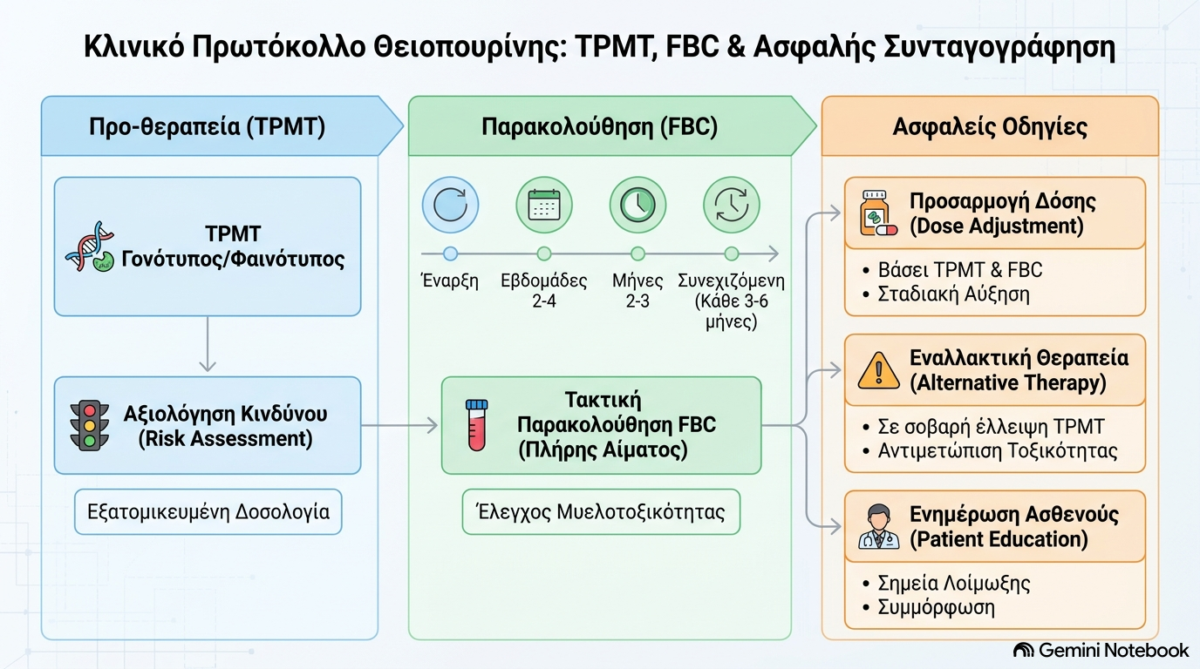 Κλινικό Πρωτόκολλο Θειοπουρίνης: TPMT, FBC & Ασφαλής Συνταγογράφηση
Προ-θεραπεία (TPMT)
TPMT
Γονότυπος/Φαινότυπος
Αξιολόγηση Κινδύνου
(Risk Assessment)
Εξατομικευμένη Δοσολογία
Παρακολούθηση (FBC)
Έναρξη
Εβδομάδες
2-4
Μήνες
2-3
Συνεχιζόμενη
(Κάθε 3-6
μήνες)
Τακτική
Παρακολούθηση FBC
(Πλήρης Αίματος)
Έλεγχος Μυελοτοξικότητας
Ασφαλείς Οδηγίες
Προσαρμογή Δόσης
(Dose Adjustment)
• Βάσει TPMT & FBC
• Σταδιακή Αύξηση
Εναλλακτική Θεραπεία
(Alternative Therapy)
• Σε σοβαρή έλλειψη TPMT
• Αντιμετώπιση Τοξικότητας
Ενημέρωση Ασθενούς
(Patient Education)
• Σημεία Λοίμωξης
• Συμμόρφωση
Gemini Notebook